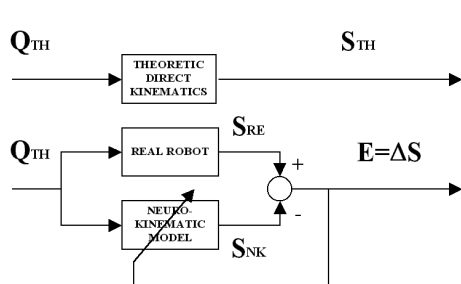 QTH
STH
THEORETIC
DIRECT
KINEMATICS
QTH
REAL ROBOT
SRE
+
E=ΔS
NEURO-
KINEMATIC
MODEL
-
SNK